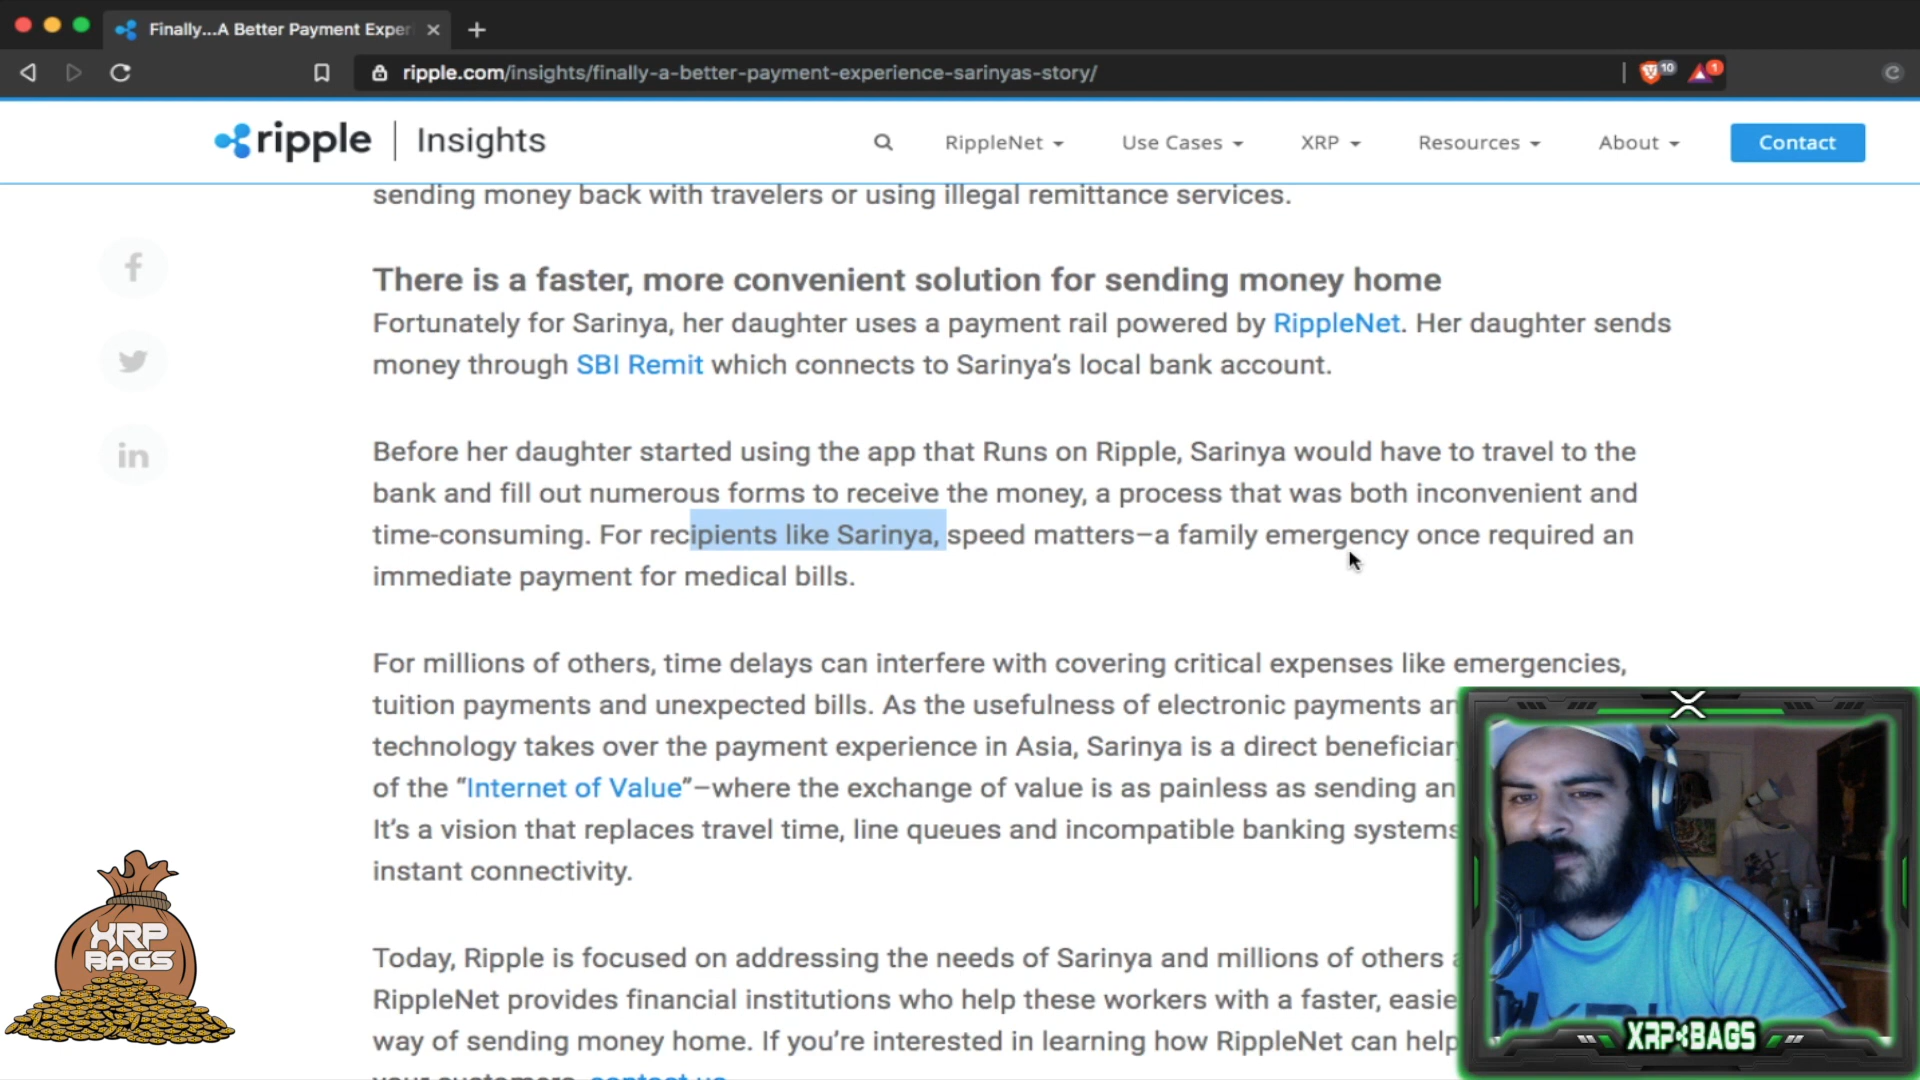 Finally...A Better Payment Exper
ripple.com/insights/finally-a-better-payment-experience-sarinyas-story/
10
1
ripple | Insights
RippleNet
Use Cases
XRP
Resources
About
Contact
sending money back with travelers or using illegal remittance services.
There is a faster, more convenient solution for sending money home
Fortunately for Sarinya, her daughter uses a payment rail powered by RippleNet. Her daughter sends
money through SBI Remit which connects to Sarinya's local bank account.
Before her daughter started using the app that Runs on Ripple, Sarinya would have to travel to the
bank and fill out numerous forms to receive the money, a process that was both inconvenient and
time-consuming. For recipients like Sarinya, speed matters–a family emergency once required an
immediate payment for medical bills.
For millions of others, time delays can interfere with covering critical expenses like emergencies,
tuition payments and unexpected bills. As the usefulness of electronic payments an
technology takes over the payment experience in Asia, Sarinya is a direct beneficiary
of the “Internet of Value”–where the exchange of value is as painless as sending an
It's a vision that replaces travel time, line queues and incompatible banking systems
instant connectivity.
Today, Ripple is focused on addressing the needs of Sarinya and millions of others
RippleNet provides financial institutions who help these workers with a faster, easie
way of sending money home. If you're interested in learning how RippleNet can help
your customers, contact us
XRP
BAGS
XRP BAGS